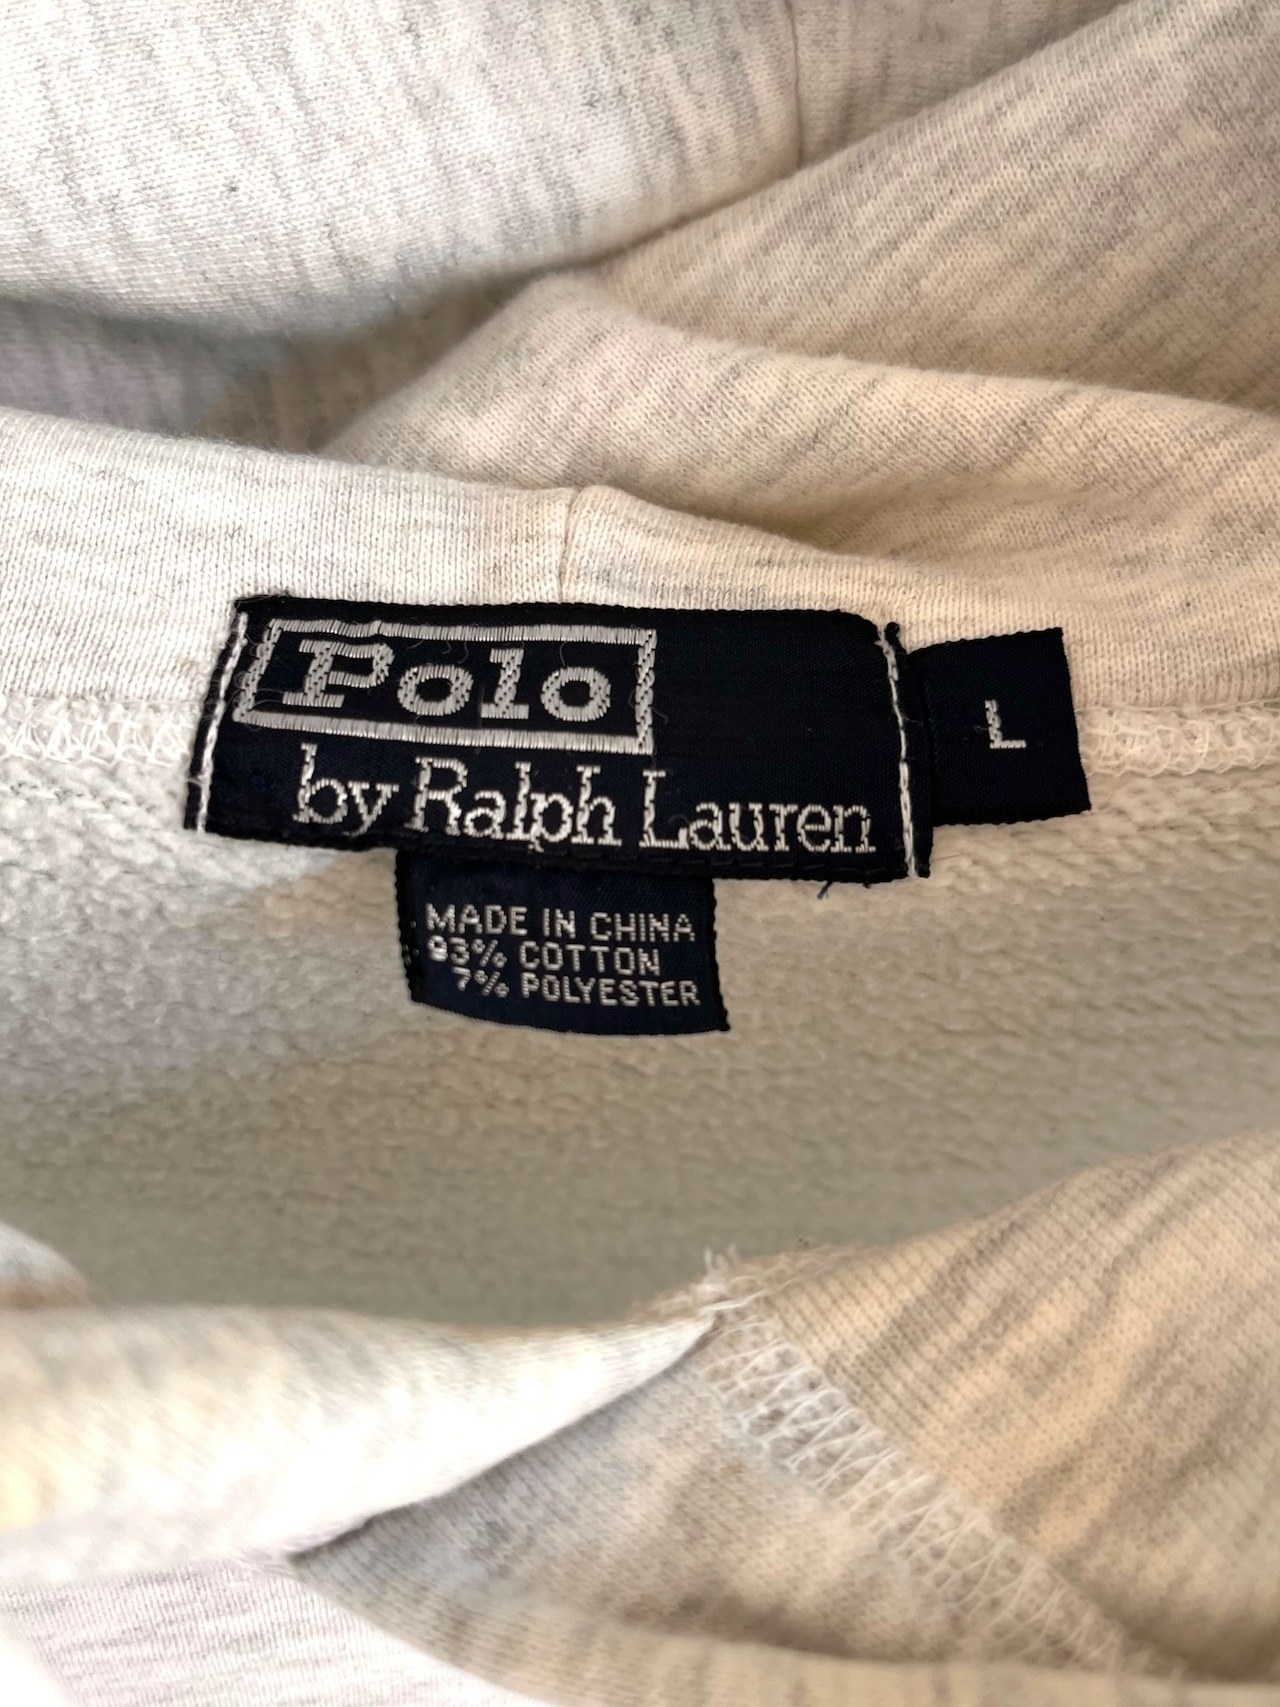 Polo
by Ralph Lauren
L
MADE IN CHINA
93% COTTON
7% POLYESTER